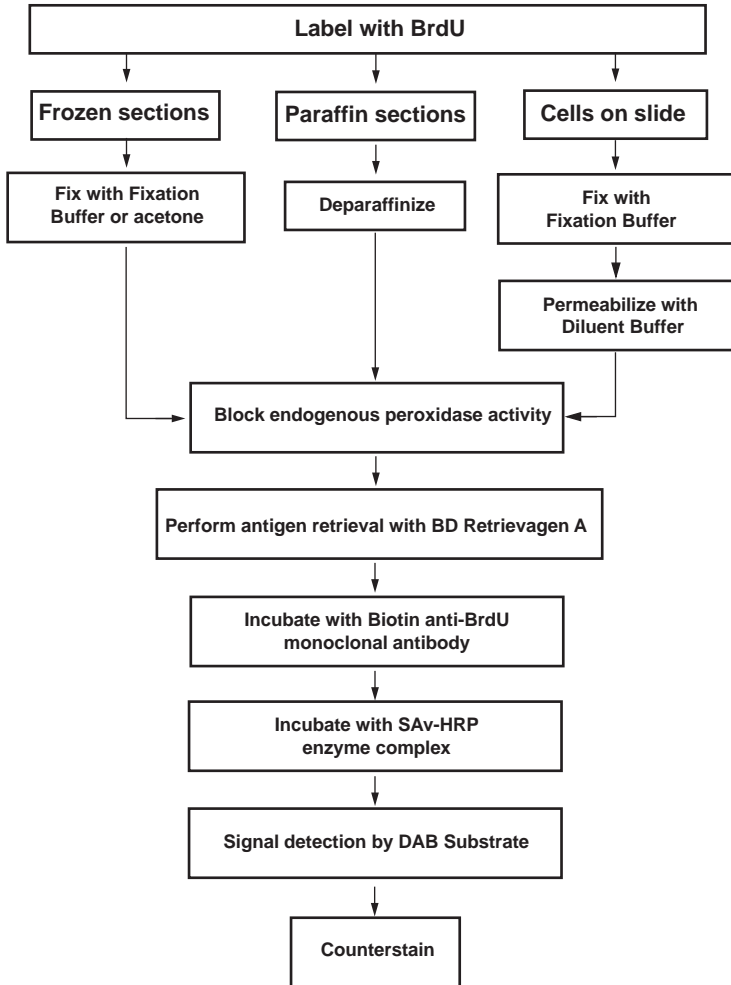 Label with BrdU
Frozen sections
Paraffin sections
Cells on slide
Fix with Fixation
Buffer or acetone
Deparaffinize
Fix with
Fixation Buffer
Permeabilize with
Diluent Buffer
Block endogenous peroxidase activity
Perform antigen retrieval with BD Retrievagen A
Incubate with Biotin anti-BrdU
monoclonal antibody
Incubate with SAv-HRP
enzyme complex
Signal detection by DAB Substrate
Counterstain